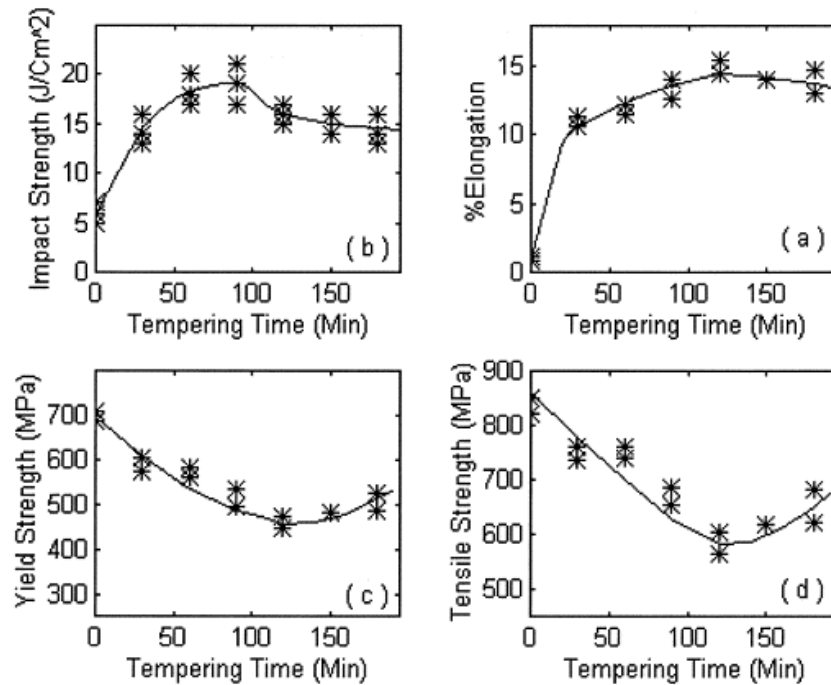 Impact Strength (J/Cm^2)
20
15
10
5
0
( b )
0 50 100 150
Tempering Time (Min)
%Elongation
15
10
5
0
( a )
0 50 100 150
Tempering Time (Min)
Yield Strength (MPa)
700
600
500
400
300
( c )
0 50 100 150
Tempering Time (Min)
Tensile Strength (MPa)
900
800
700
600
500
( d )
0 50 100 150
Tempering Time (Min)